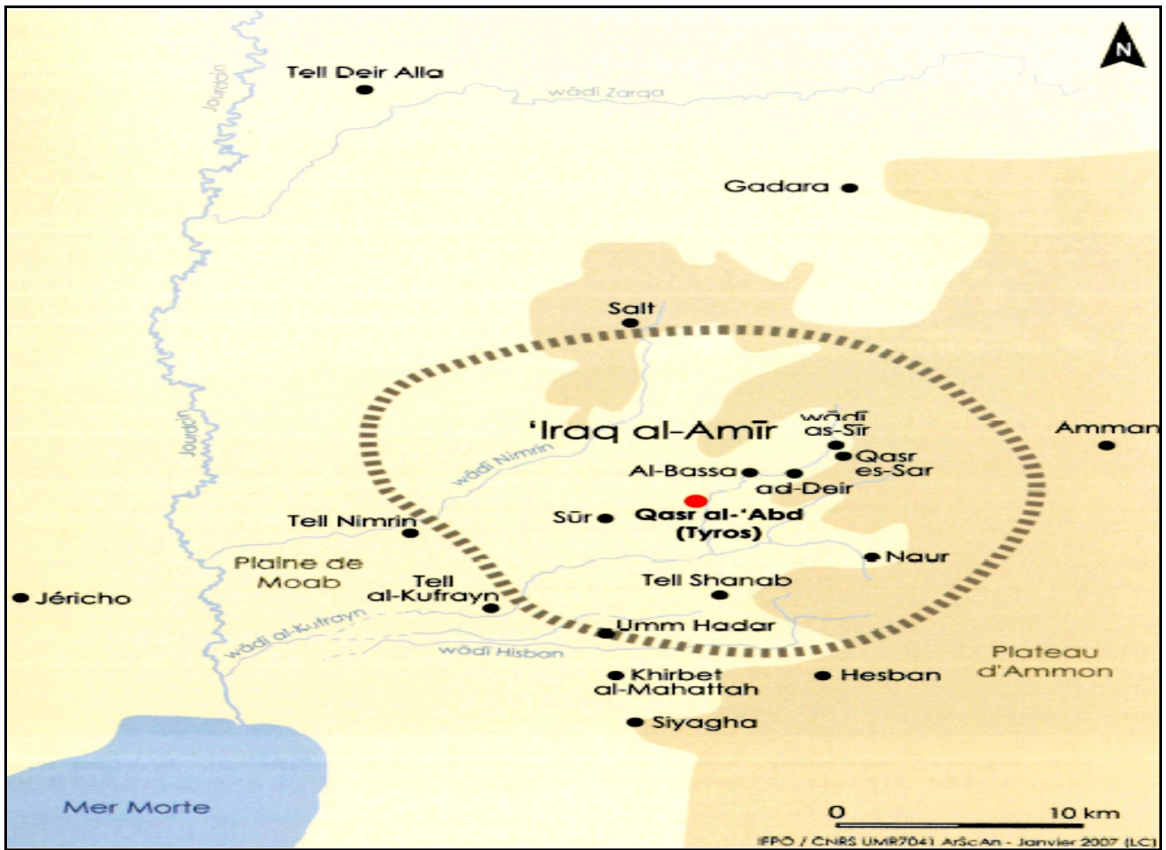 N
Tell Deir Alla
Jourdain
wādī Zarqa
Gadara
Salt
Jourdain
'Iraq al-Amīr
wādī
as-Sīr
Amman
Qasr
es-Sar
Al-Bassa
ad-Deir
wādī Nimrin
Qasr al-'Abd
(Tyros)
Sūr
Tell Nimrin
Naur
Plaine de
Moab
Tell
al-Kufrayn
Tell Shanab
Jéricho
wādī al-Kufrayn
Umm Hadar
wādī Hisban
Plateau
d'Ammon
Khirbet
al-Mahattah
Hesban
Siyagha
Mer Morte
0 10 km
IFPO / CNRS UMR7041 ArScAn - Janvier 2007 (LC)